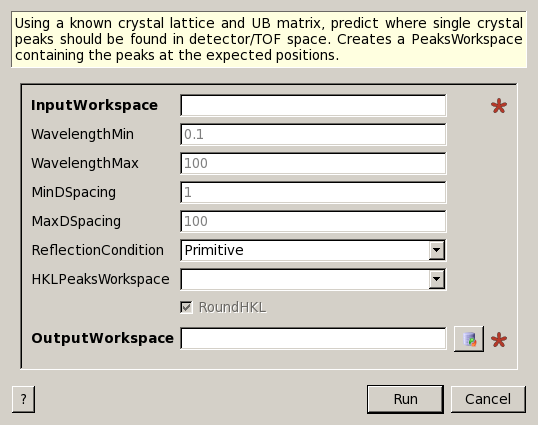 Using a known crystal lattice and UB matrix, predict where single crystal
peaks should be found in detector/TOF space. Creates a PeaksWorkspace
containing the peaks at the expected positions.
InputWorkspace
WavelengthMin 0.1
WavelengthMax 100
MinDSpacing 1
MaxDSpacing 100
ReflectionCondition Primitive
HKLPeaksWorkspace
RoundHKL
OutputWorkspace
? Run Cancel